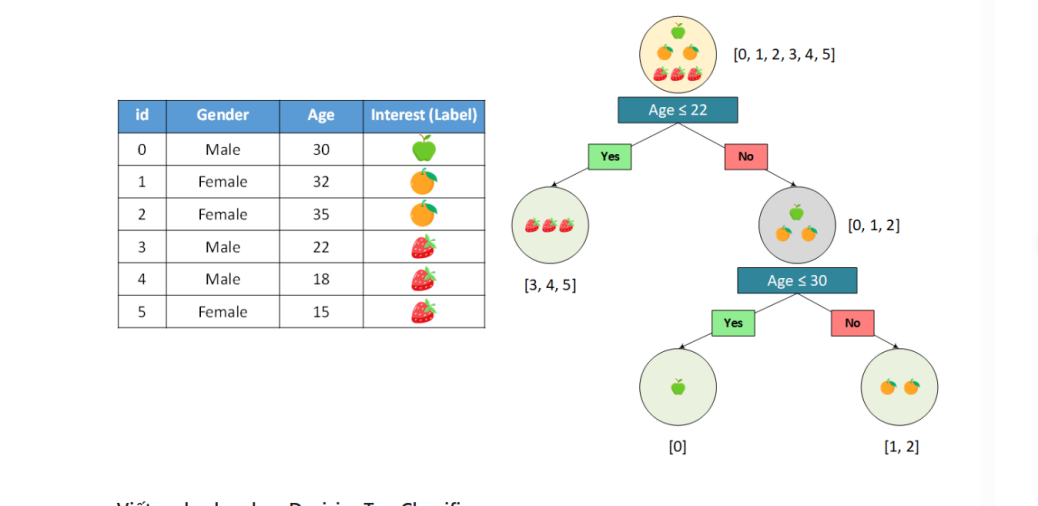 id Gender Age Interest (Label)
0 Male 30
1 Female 32
2 Female 35
3 Male 22
4 Male 18
5 Female 15
[0, 1, 2, 3, 4, 5]
Age ≤ 22
Yes No
[3, 4, 5]
[0, 1, 2]
Age ≤ 30
Yes No
[0] [1, 2]